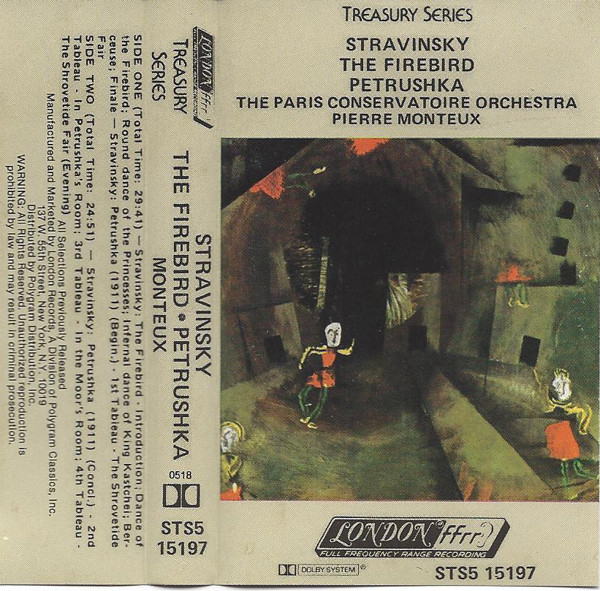 TREASURY SERIES
STRAVINSKY
THE FIREBIRD
PETRUSHKA
THE PARIS CONSERVATOIRE ORCHESTRA
PIERRE MONTEUX
LONDON ffrr
FULL FREQUENCY RANGE RECORDING
DOLBY SYSTEM ®
STS5 15197
LONDON ffrr
TREASURY
SERIES
STRAVINSKY
THE FIREBIRD • PETRUSHKA
MONTEUX
0518
STS5
15197
SIDE ONE (Total Time: 29:41) — Stravinsky: The Firebird - Introduction; Dance of
the Firebird; Round dance of the Princesses; Infernal dance of King Kastchei; Ber-
ceuse; Finale — Stravinsky: Petrushka (1911) (Begin.) - 1st Tableau - The Shrovetide
Fair
SIDE TWO (Total Time: 24:51) — Stravinsky: Petrushka (1911) (Concl.) - 2nd
Tableau - In Petrushka's Room; 3rd Tableau - In the Moor's Room; 4th Tableau -
The Shrovetide Fair (Evening)
All Selections Previously Released
Manufactured and Marketed by London Records, A Division of Polygram Classics, Inc.
137 W. 55th Street, New York, N.Y. 10019
Distributed by Polygram Distribution, Inc.
WARNING: All Rights Reserved. Unauthorized reproduction is
prohibited by law and may result in criminal prosecution.